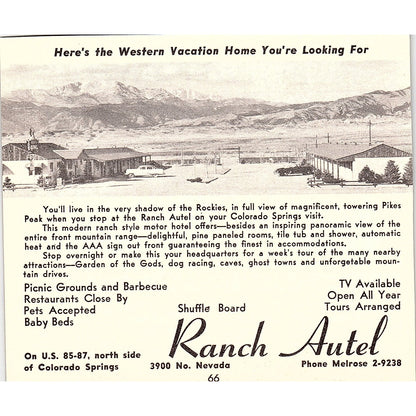 Here's the Western Vacation Home You're Looking For
You'll live in the very shadow of the Rockies, in full view of magnificent, towering Pikes
Peak when you stop at the Ranch Autel on your Colorado Springs visit.
This modern ranch style motor hotel offers—besides an inspiring panoramic view of the
entire front mountain range—delightful, pine paneled rooms, tile tub and shower, automatic
heat and the AAA sign out front guaranteeing the finest in accommodations.
Stop overnight or make this your headquarters for a week's tour of the many nearby
attractions—Garden of the Gods, dog racing, caves, ghost towns and unforgetable moun-
tain drives.
Picnic Grounds and Barbecue
Restaurants Close By
Pets Accepted
Baby Beds
Shuffle Board
TV Available
Open All Year
Tours Arranged
Ranch Autel
On U.S. 85-87, north side
of Colorado Springs
3900 No. Nevada
Phone Melrose 2-9238
66